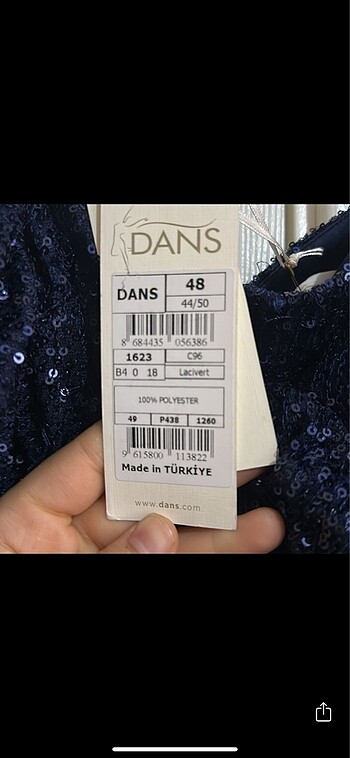 DANS
DANS
48
44/50
8 684435 056386
1623
C96
B4 0 18
Lacivert
100% POLYESTER
49
P438
1260
9 615800 113822
Made in TÜRKİYE
www.dans.com